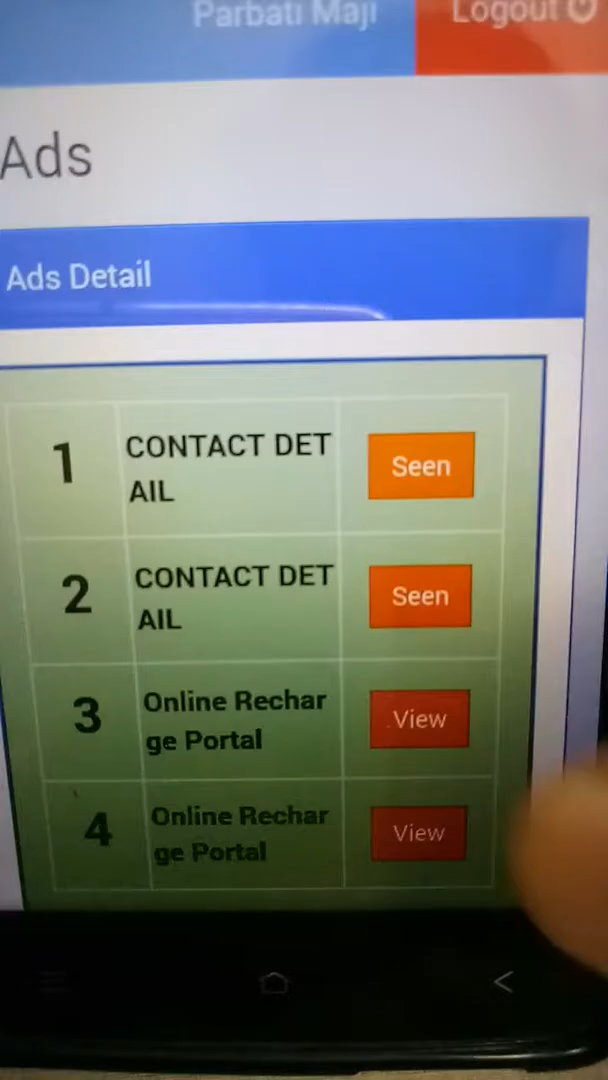 Parbati Maji
Logout
Ads
Ads Detail
1
CONTACT DET
AIL
Seen
2
CONTACT DET
AIL
Seen
3
Online Rechar
ge Portal
View
4
Online Rechar
ge Portal
View